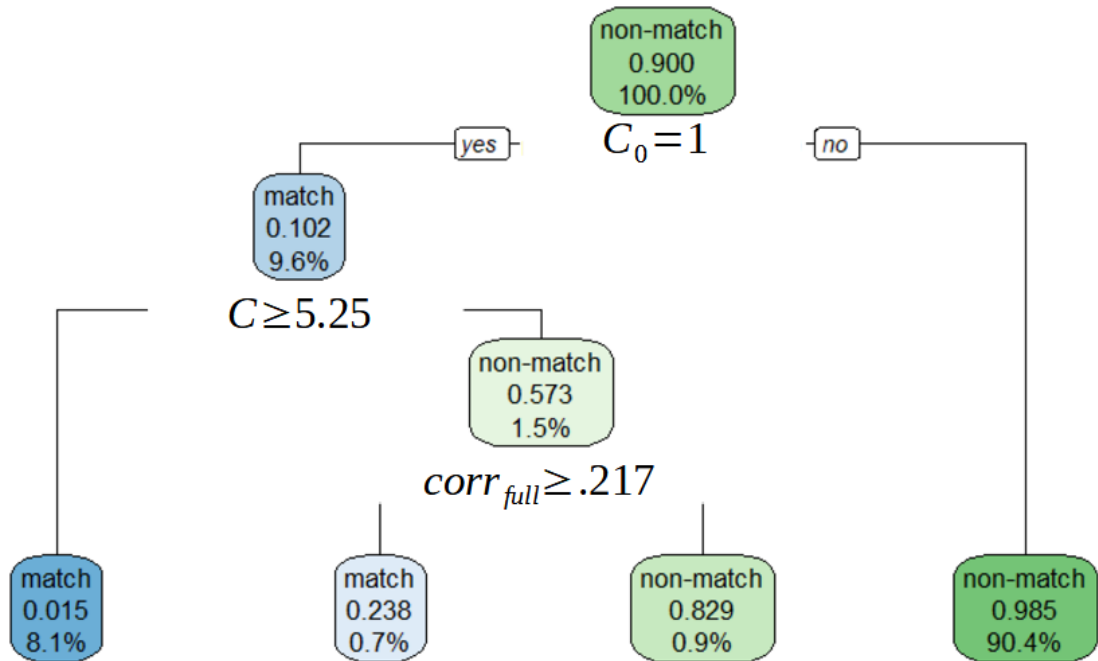 non-match
0.900
100.0%
yes
C₀=1
no
match
0.102
9.6%
C≥5.25
non-match
0.573
1.5%
corr_full≥.217
match
0.015
8.1%
match
0.238
0.7%
non-match
0.829
0.9%
non-match
0.985
90.4%